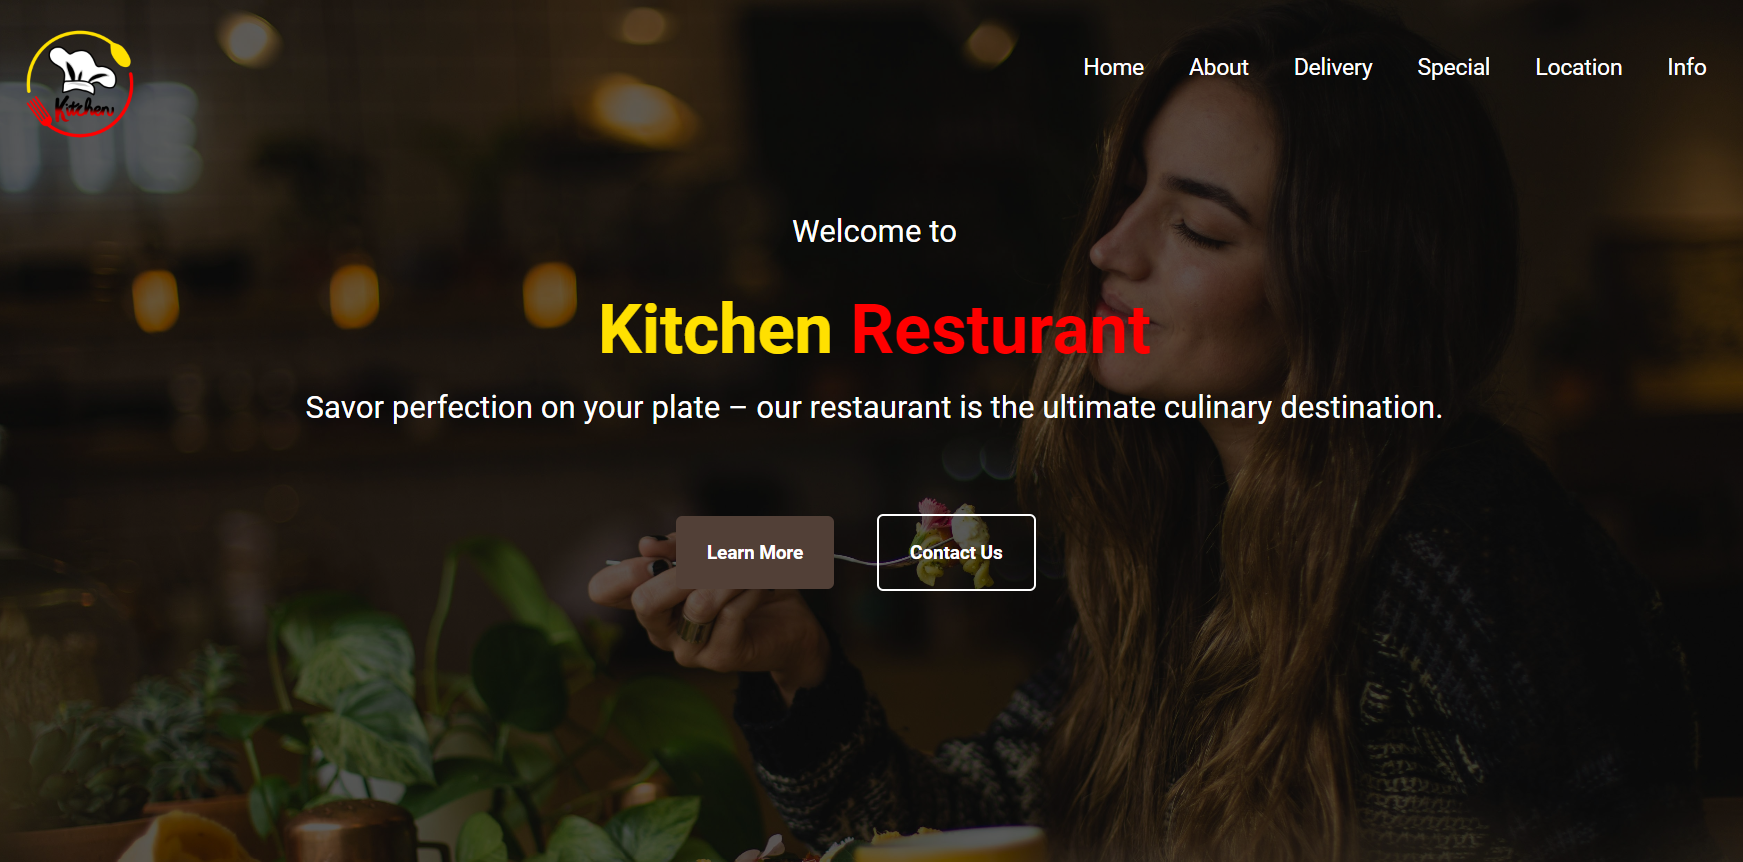 Kitchen
Home About Delivery Special Location Info
Welcome to
Kitchen Resturant
Savor perfection on your plate – our restaurant is the ultimate culinary destination.
Learn More Contact Us